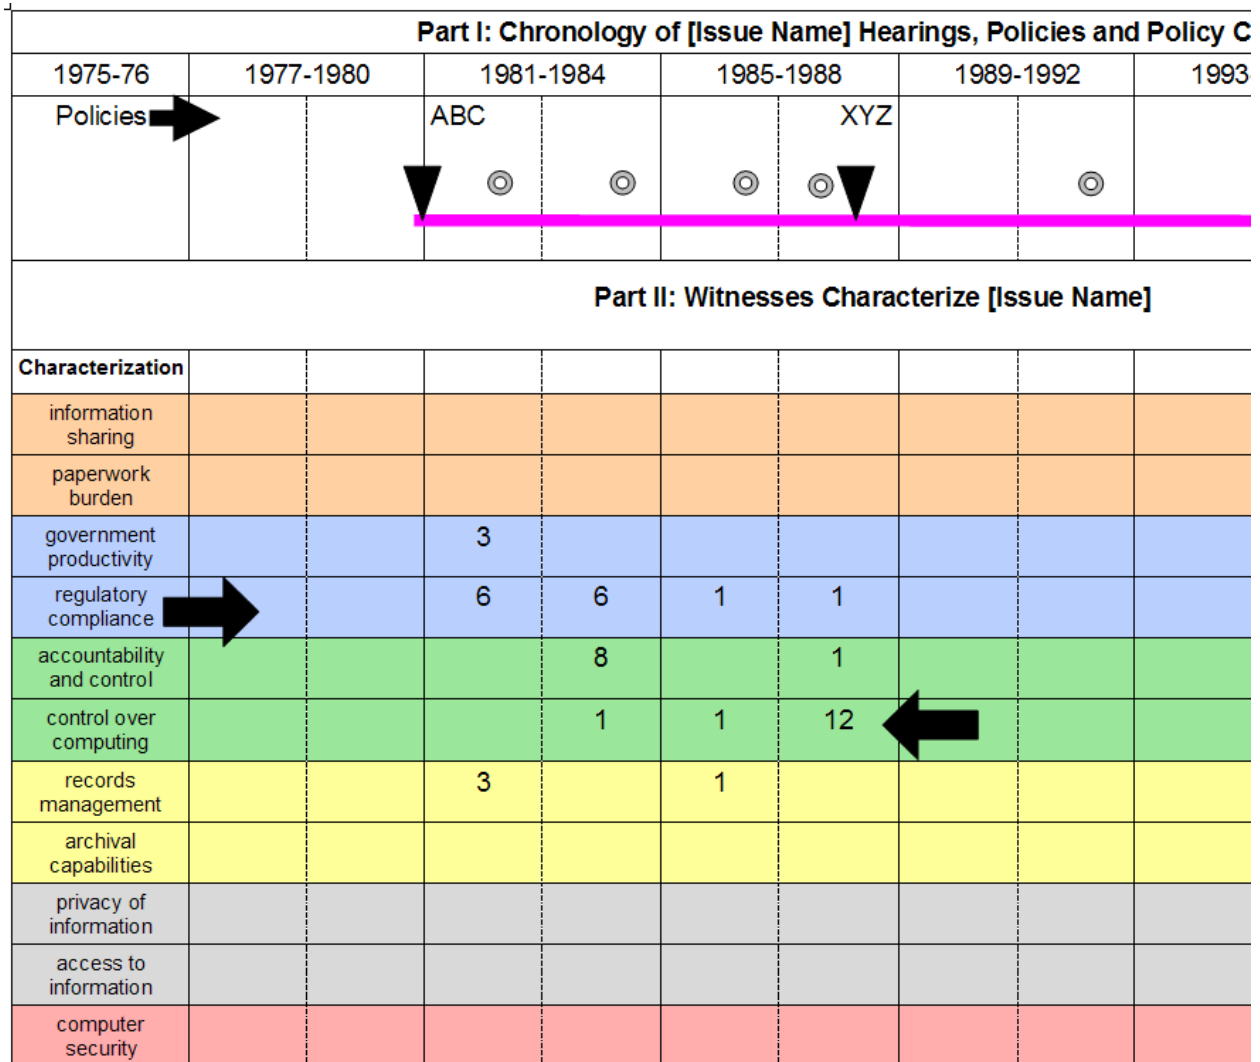 Part I: Chronology of [Issue Name] Hearings, Policies and Policy C
1975-76 1977-1980 1981-1984 1985-1988 1989-1992 1993-
Policies ABC XYZ
Part II: Witnesses Characterize [Issue Name]
Characterization
information
sharing
paperwork
burden
government
productivity
3
regulatory
compliance
6 6 1 1
accountability
and control
8 1
control over
computing
1 1 12
records
management
3 1
archival
capabilities
privacy of
information
access to
information
computer
security